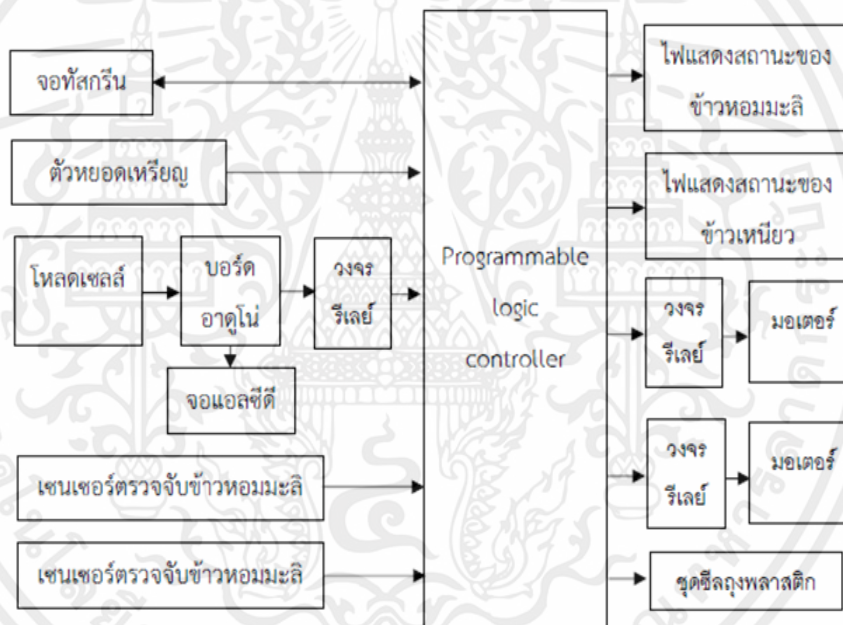 จอทัสกรีน
ตัวหยอดเหรียญ
โหลดเซลล์
บอร์ด
อาดูโน่
วงจร
รีเลย์
จอแอลซีดี
เซนเซอร์ตรวจจับข้าวหอมมะลิ
เซนเซอร์ตรวจจับข้าวหอมมะลิ
Programmable
logic
controller
ไฟแสดงสถานะของ
ข้าวหอมมะลิ
ไฟแสดงสถานะของ
ข้าวเหนียว
วงจร
รีเลย์
มอเตอร์
วงจร
รีเลย์
มอเตอร์
ชุดซีลถุงพลาสติก